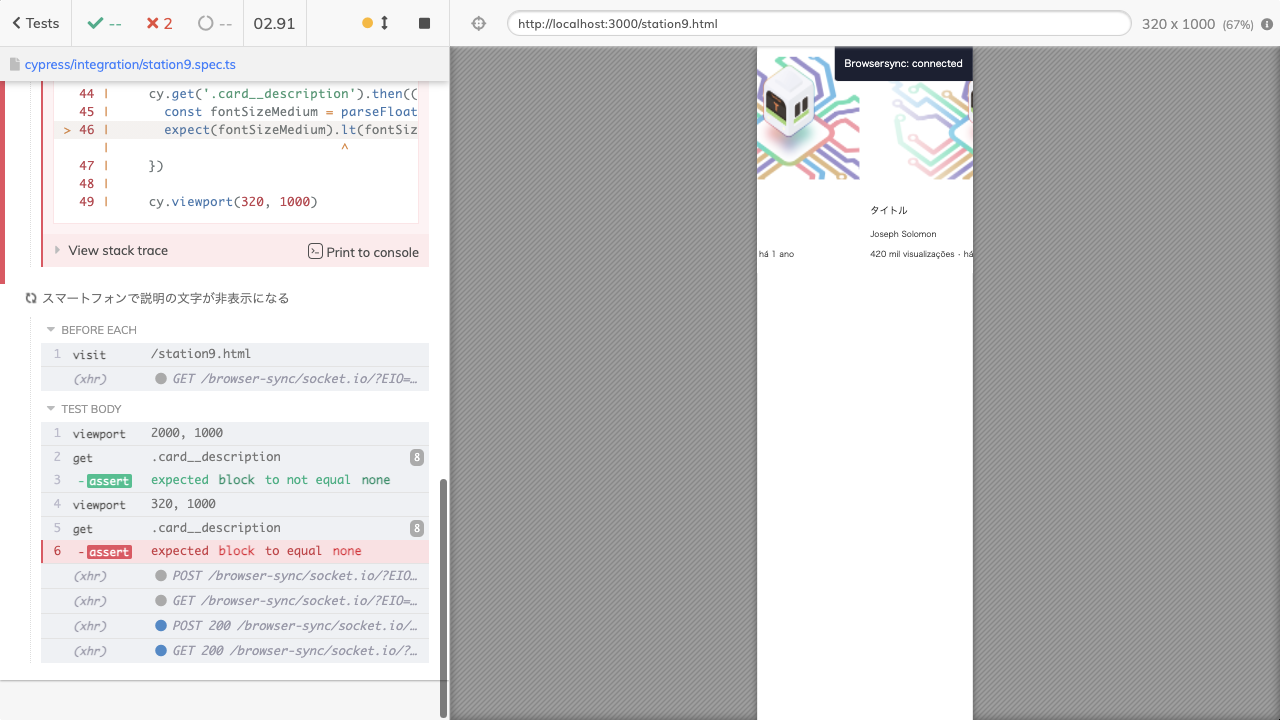 Tests
--
2
--
02.91
http://localhost:3000/station9.html
320 x 1000 (67%)
cypress/integration/station9.spec.ts
44 | cy.get('.card__description').then((
45 | const fontSizeMedium = parseFloat
> 46 | expect(fontSizeMedium).lt(fontSiz
| ^
47 | })
48 |
49 | cy.viewport(320, 1000)
View stack trace
Print to console
スマートフォンで説明の文字が非表示になる
BEFORE EACH
1 visit /station9.html
(xhr) GET /browser-sync/socket.io/?EIO=…
TEST BODY
1 viewport 2000, 1000
2 get .card__description 8
3 -assert expected block to not equal none
4 viewport 320, 1000
5 get .card__description 8
6 -assert expected block to equal none
(xhr) POST /browser-sync/socket.io/?EIO…
(xhr) GET /browser-sync/socket.io/?EIO=…
(xhr) POST 200 /browser-sync/socket.io/…
(xhr) GET 200 /browser-sync/socket.io/?…
Browsersync: connected
タイトル
Joseph Solomon
há 1 ano
420 mil visualizações · há